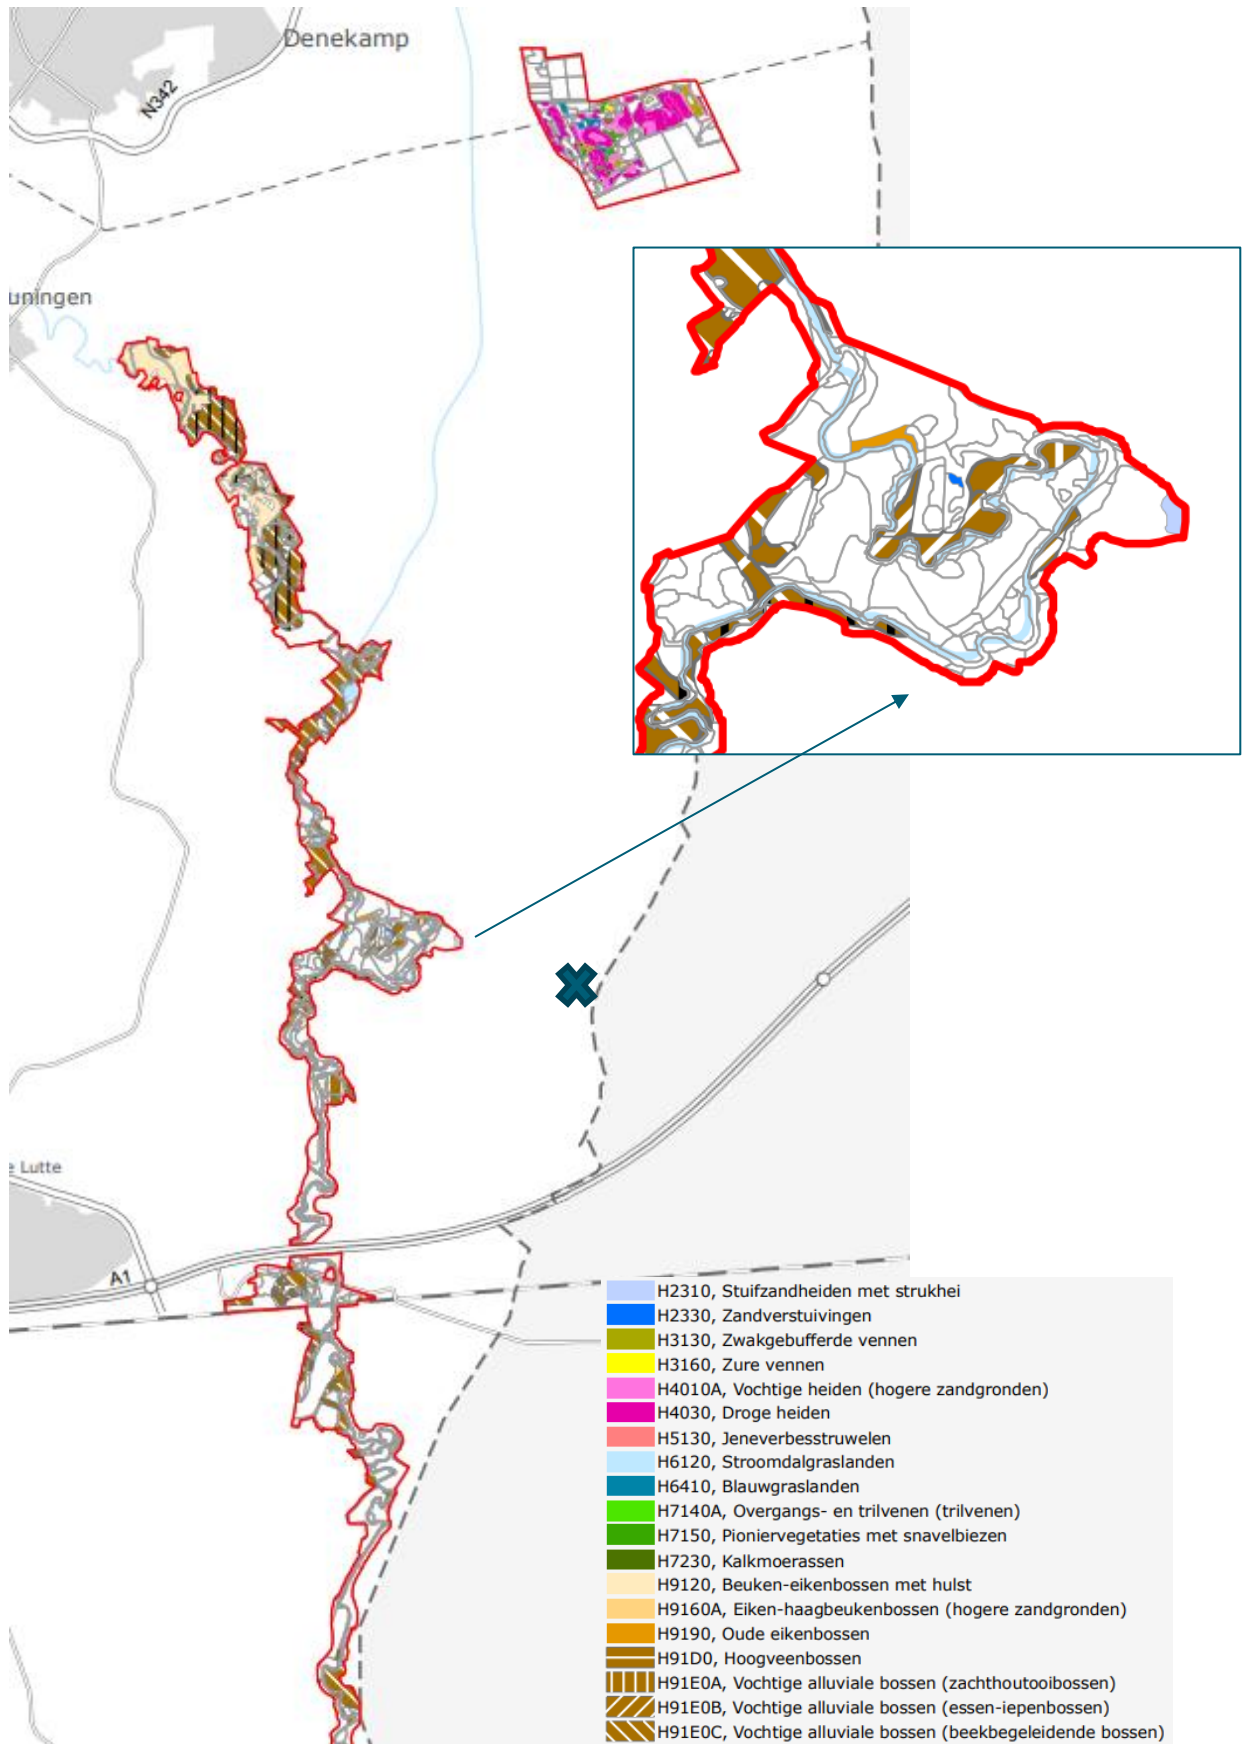 Denekamp
N342
uningen
e Lutte
A1
H2310, Stuifzandheiden met strukhei
H2330, Zandverstuivingen
H3130, Zwakgebufferde vennen
H3160, Zure vennen
H4010A, Vochtige heiden (hogere zandgronden)
H4030, Droge heiden
H5130, Jeneverbesstruwelen
H6120, Stroomdalgraslanden
H6410, Blauwgraslanden
H7140A, Overgangs- en trilvenen (trilvenen)
H7150, Pioniervegetaties met snavelbiezen
H7230, Kalkmoerassen
H9120, Beuken-eikenbossen met hulst
H9160A, Eiken-haagbeukenbossen (hogere zandgronden)
H9190, Oude eikenbossen
H91D0, Hoogveenbossen
H91E0A, Vochtige alluviale bossen (zachthoutooibossen)
H91E0B, Vochtige alluviale bossen (essen-iepenbossen)
H91E0C, Vochtige alluviale bossen (beekbegeleidende bossen)